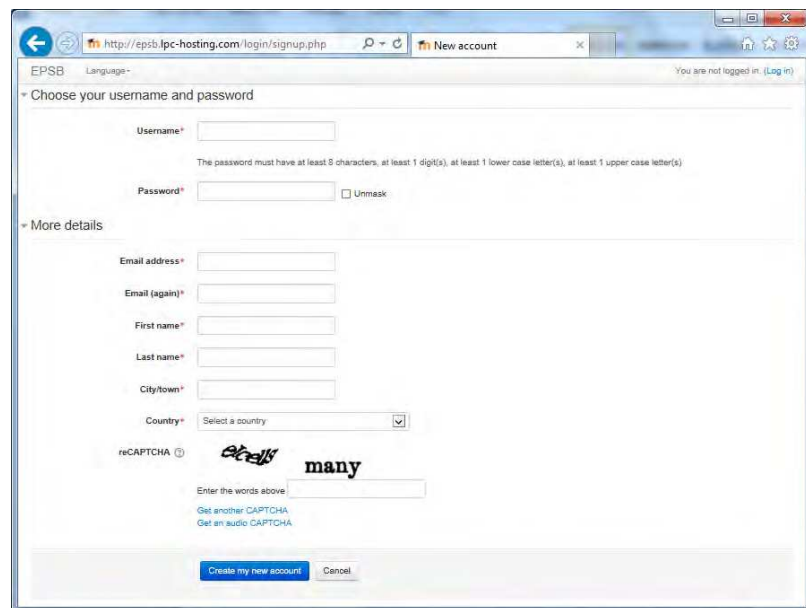 http://epsb.lpc-hosting.com/login/signup.php
New account
EPSB Language
You are not logged in. (Log in)
Choose your username and password
Username*
The password must have at least 8 characters, at least 1 digit(s), at least 1 lower case letter(s), at least 1 upper case letter(s)
Password* Unmask
More details
Email address*
Email (again)*
First name*
Last name*
City/town*
Country* Select a country
reCAPTCHA
many
Enter the words above
Get another CAPTCHA
Get an audio CAPTCHA
Create my new account Cancel